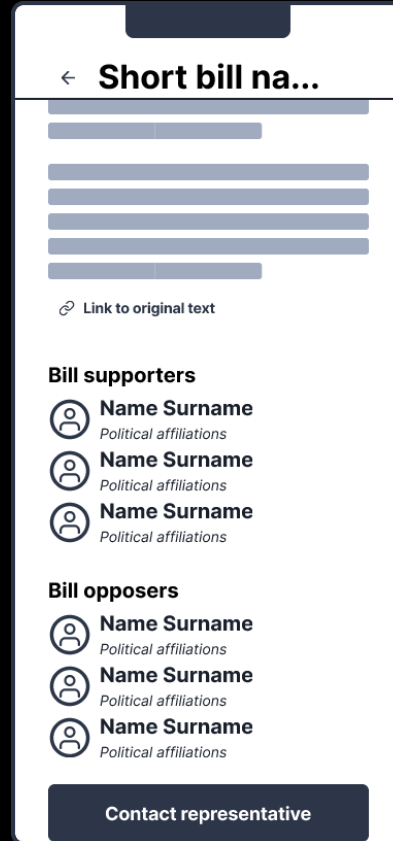 Short bill na...
Link to original text
Bill supporters
Name Surname
Political affiliations
Name Surname
Political affiliations
Name Surname
Political affiliations
Bill opposers
Name Surname
Political affiliations
Name Surname
Political affiliations
Name Surname
Political affiliations
Contact representative